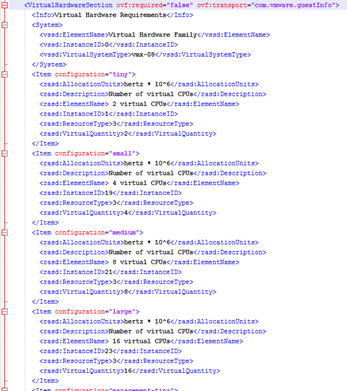 <VirtualHardwareSection ovf:required="false" ovf:transport="com.vmware.guestInfo">
<Info>Virtual Hardware Requirements</Info>
<System>
<vssd:ElementName>Virtual Hardware Family</vssd:ElementName>
<vssd:InstanceID>0</vssd:InstanceID>
<vssd:VirtualSystemType>vmx-08</vssd:VirtualSystemType>
</System>
<Item configuration="tiny">
<rasd:AllocationUnits>hertz * 10^6</rasd:AllocationUnits>
<rasd:Description>Number of virtual CPUs</rasd:Description>
<rasd:ElementName> 2 virtual CPUs</rasd:ElementName>
<rasd:InstanceID>1</rasd:InstanceID>
<rasd:ResourceType>3</rasd:ResourceType>
<rasd:VirtualQuantity>2</rasd:VirtualQuantity>
</Item>
<Item configuration="small">
<rasd:AllocationUnits>hertz * 10^6</rasd:AllocationUnits>
<rasd:Description>Number of virtual CPUs</rasd:Description>
<rasd:ElementName> 4 virtual CPUs</rasd:ElementName>
<rasd:InstanceID>19</rasd:InstanceID>
<rasd:ResourceType>3</rasd:ResourceType>
<rasd:VirtualQuantity>4</rasd:VirtualQuantity>
</Item>
<Item configuration="medium">
<rasd:AllocationUnits>hertz * 10^6</rasd:AllocationUnits>
<rasd:Description>Number of virtual CPUs</rasd:Description>
<rasd:ElementName> 8 virtual CPUs</rasd:ElementName>
<rasd:InstanceID>21</rasd:InstanceID>
<rasd:ResourceType>3</rasd:ResourceType>
<rasd:VirtualQuantity>8</rasd:VirtualQuantity>
</Item>
<Item configuration="large">
<rasd:AllocationUnits>hertz * 10^6</rasd:AllocationUnits>
<rasd:Description>Number of virtual CPUs</rasd:Description>
<rasd:ElementName> 16 virtual CPUs</rasd:ElementName>
<rasd:InstanceID>23</rasd:InstanceID>
<rasd:ResourceType>3</rasd:ResourceType>
<rasd:VirtualQuantity>16</rasd:VirtualQuantity>
</Item>